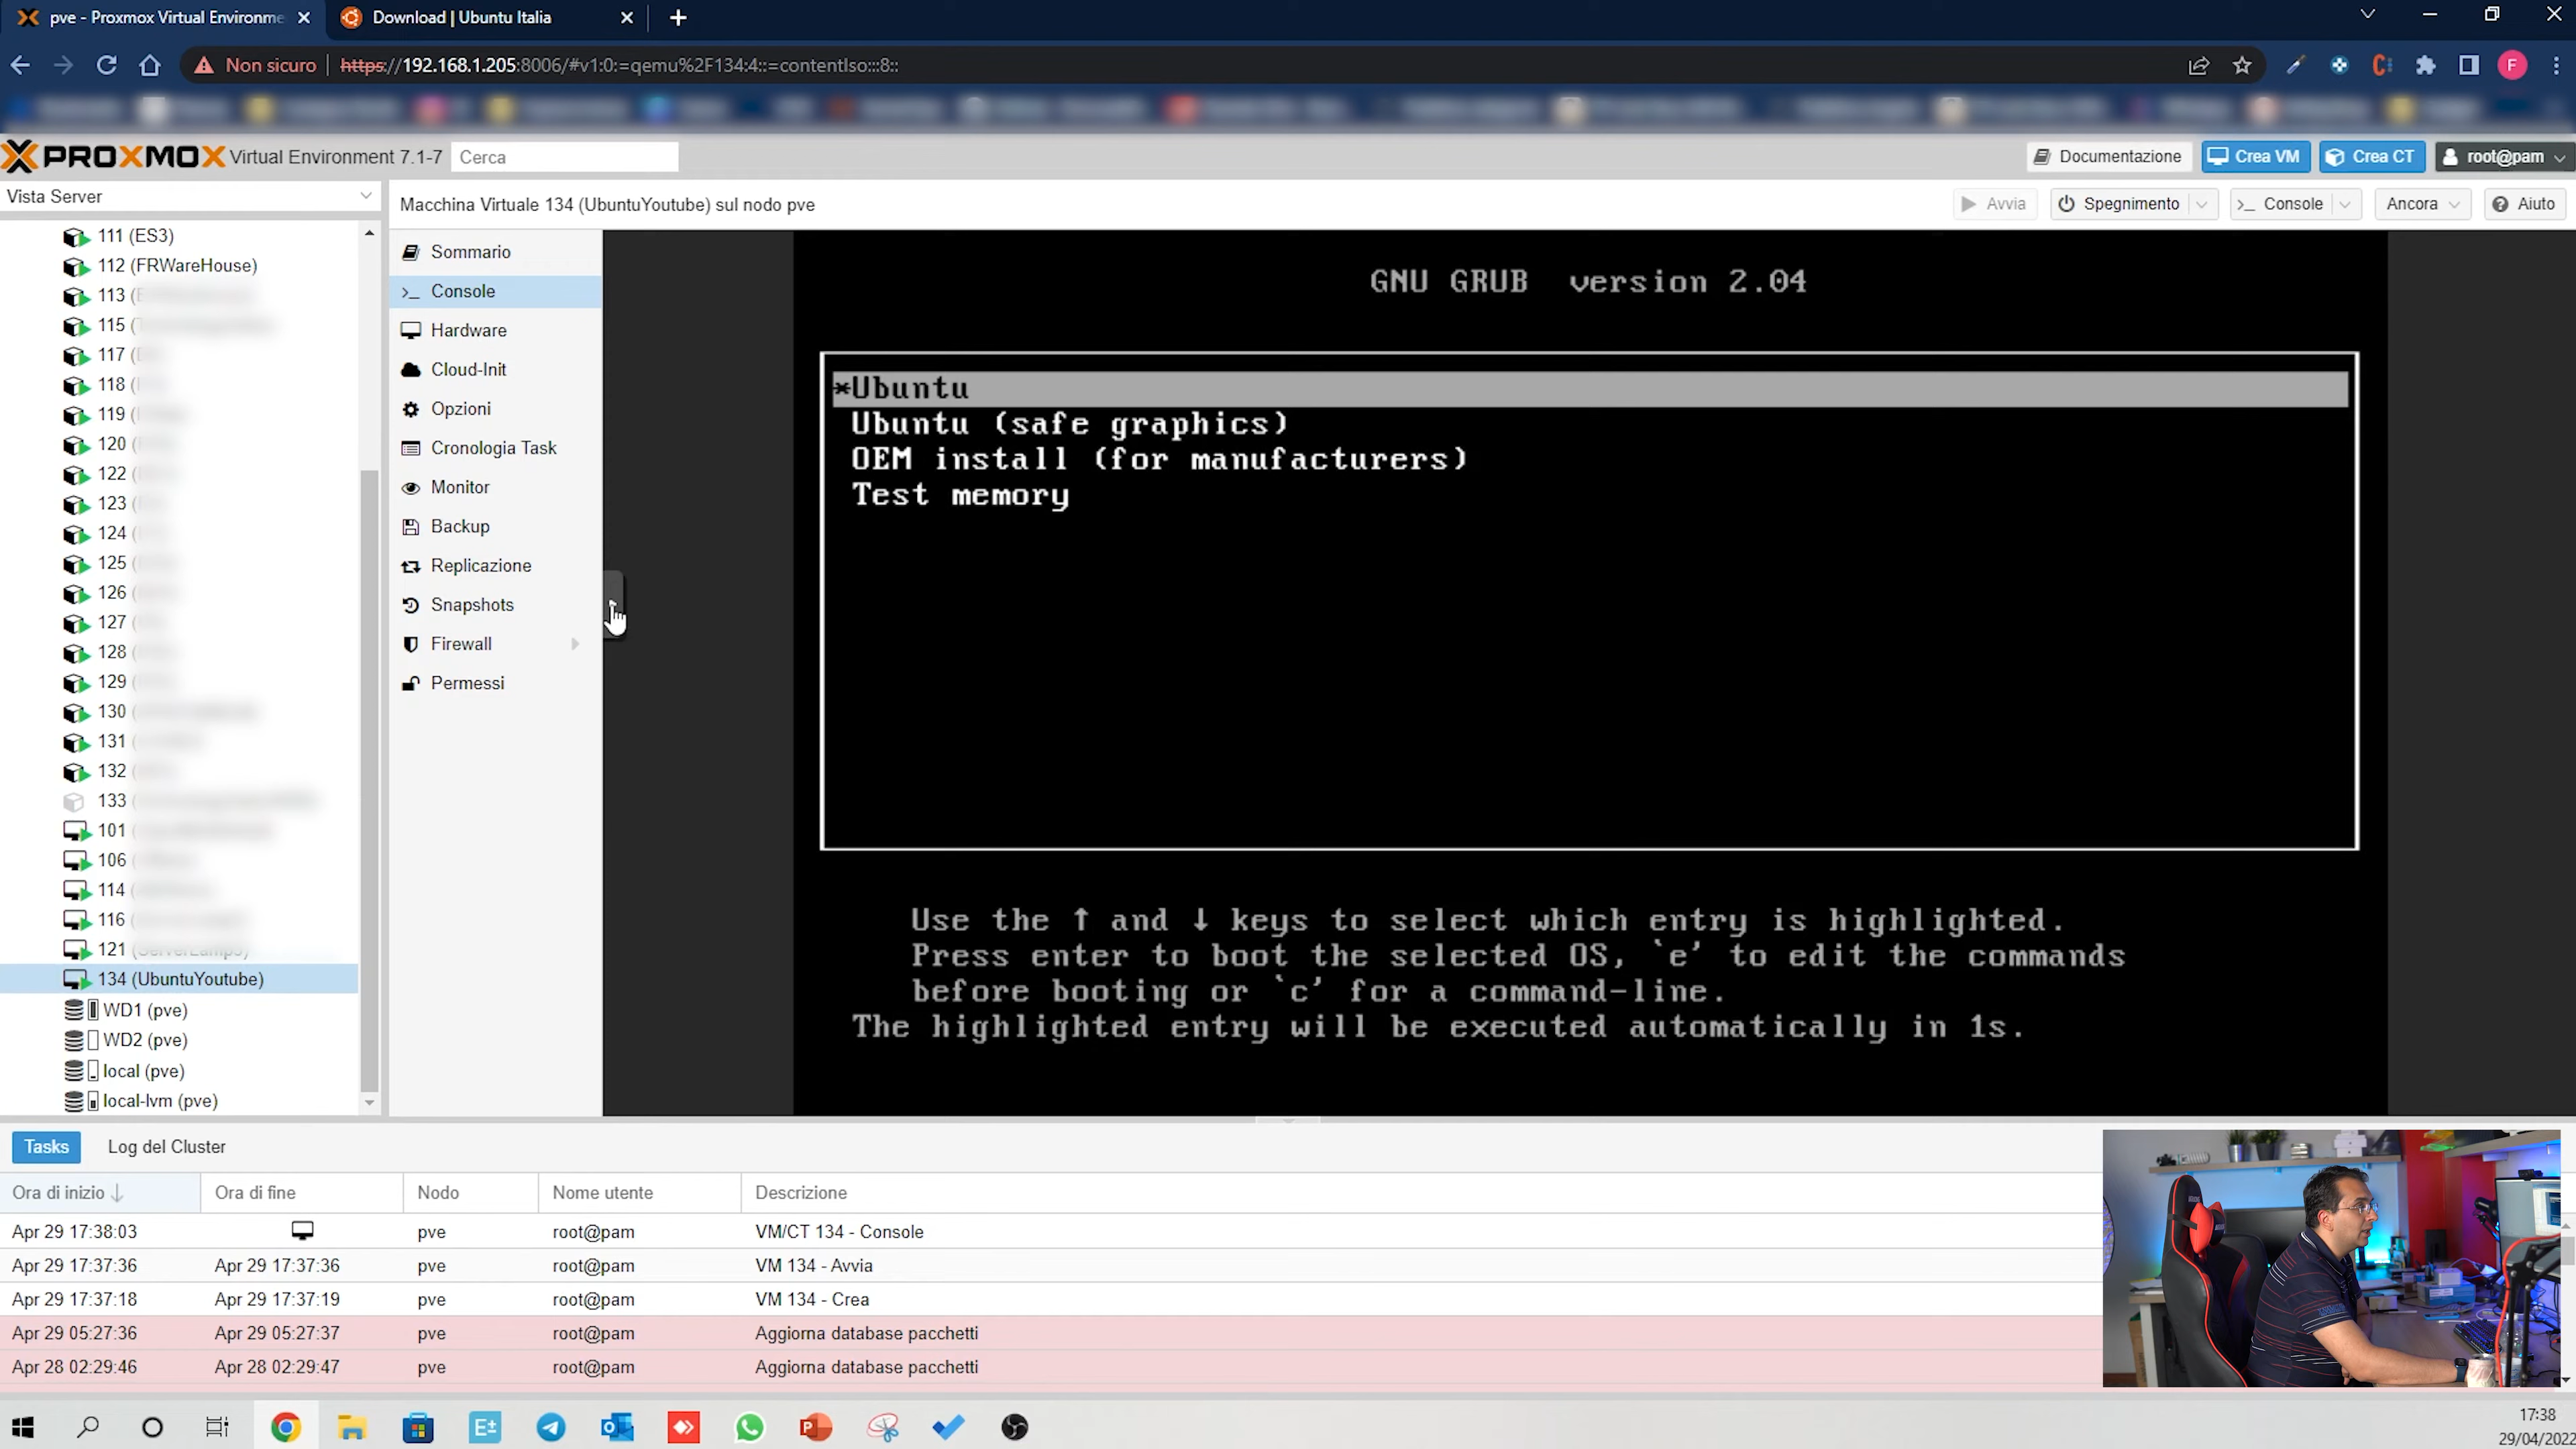 pve - Proxmox Virtual Environme
Download | Ubuntu Italia
Non sicuro
https://192.168.1.205:8006/#v1:0:=qemu%2F134:4::=contentIso:::8::
F
PROXMOX Virtual Environment 7.1-7
Cerca
Documentazione
Crea VM
Crea CT
root@pam
Vista Server
Macchina Virtuale 134 (UbuntuYoutube) sul nodo pve
Avvia
Spegnimento
Console
Ancora
Aiuto
111 (ES3)
112 (FRWareHouse)
113 (
115 (
117 (
118 (
119 (
120 (
122 (
123 (
124 (
125 (
126 (
127 (
128 (
129 (
130 (
131 (
132 (
133 (
101 (
106 (
114 (
116 (
121 (
134 (UbuntuYoutube)
WD1 (pve)
WD2 (pve)
local (pve)
local-lvm (pve)
Sommario
Console
Hardware
Cloud-Init
Opzioni
Cronologia Task
Monitor
Backup
Replicazione
Snapshots
Firewall
Permessi
GNU GRUB version 2.04
*Ubuntu
Ubuntu (safe graphics)
OEM install (for manufacturers)
Test memory
Use the ↑ and ↓ keys to select which entry is highlighted.
Press enter to boot the selected OS, `e' to edit the commands
before booting or `c' for a command-line.
The highlighted entry will be executed automatically in 1s.
Tasks
Log del Cluster
Ora di inizio ↓ Ora di fine Nodo Nome utente Descrizione
Apr 29 17:38:03 pve root@pam VM/CT 134 - Console
Apr 29 17:37:36 Apr 29 17:37:36 pve root@pam VM 134 - Avvia
Apr 29 17:37:18 Apr 29 17:37:19 pve root@pam VM 134 - Crea
Apr 29 05:27:36 Apr 29 05:27:37 pve root@pam Aggiorna database pacchetti
Apr 28 02:29:46 Apr 28 02:29:47 pve root@pam Aggiorna database pacchetti
17:38
29/04/2022